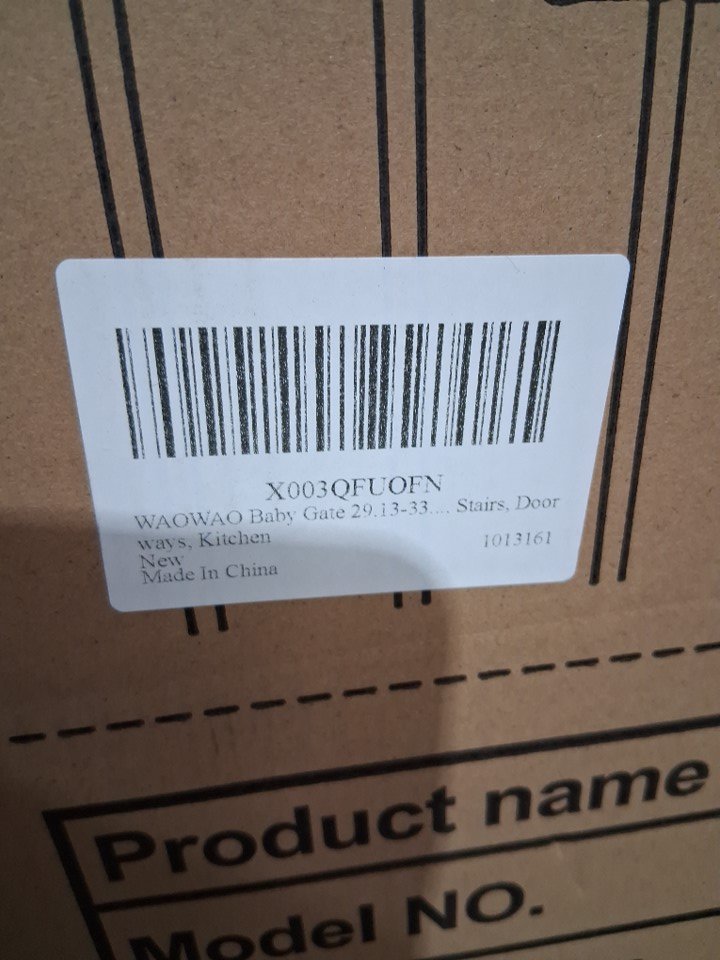 X003QFUOFN
WAOWAO Baby Gate 29.13-33.... Stairs, Door
ways, Kitchen
1013161
New
Made In China
Product name
Model NO.